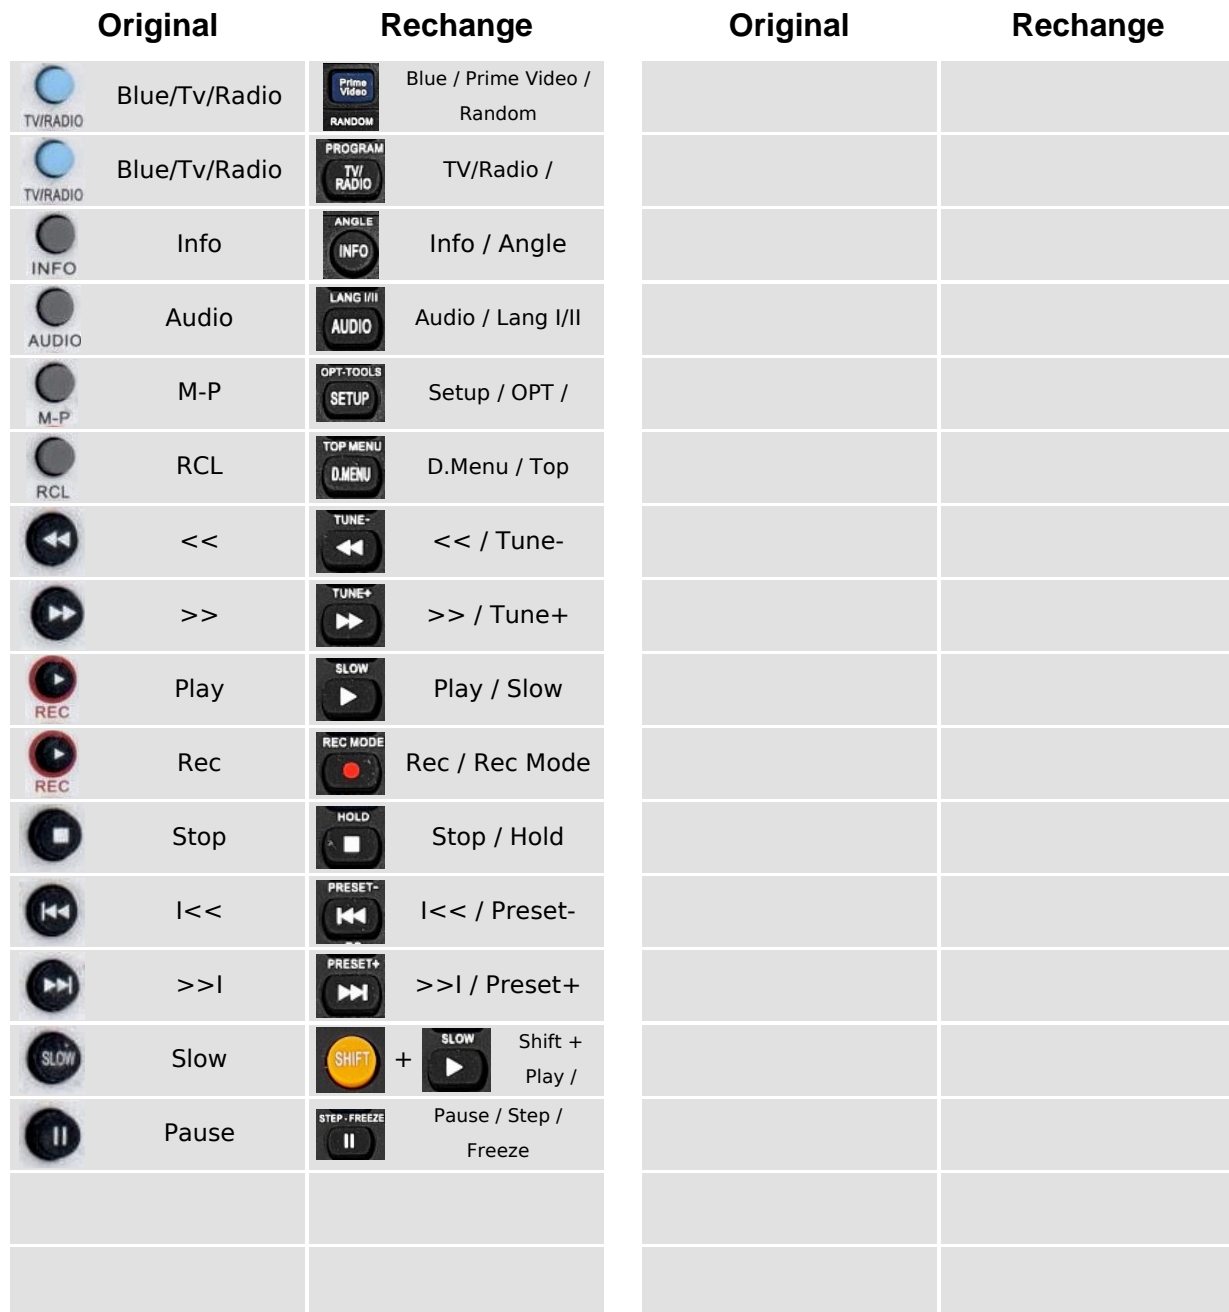 Original Rechange Original Rechange
TV/RADIO Blue/Tv/Radio Prime Video RANDOM Blue / Prime Video / Random
TV/RADIO Blue/Tv/Radio PROGRAM TV/ RADIO TV/Radio /
INFO Info ANGLE INFO Info / Angle
AUDIO Audio LANG I/II AUDIO Audio / Lang I/II
M-P M-P OPT-TOOLS SETUP Setup / OPT /
RCL RCL TOP MENU D.MENU D.Menu / Top
<< TUNE- << / Tune-
>> TUNE+ >> / Tune+
REC Play SLOW Play / Slow
REC Rec REC MODE Rec / Rec Mode
Stop HOLD Stop / Hold
I<< PRESET- I<< / Preset-
>>I PRESET+ >>I / Preset+
SLOW Slow SHIFT + SLOW Shift + Play /
Pause STEP-FREEZE Pause / Step / Freeze